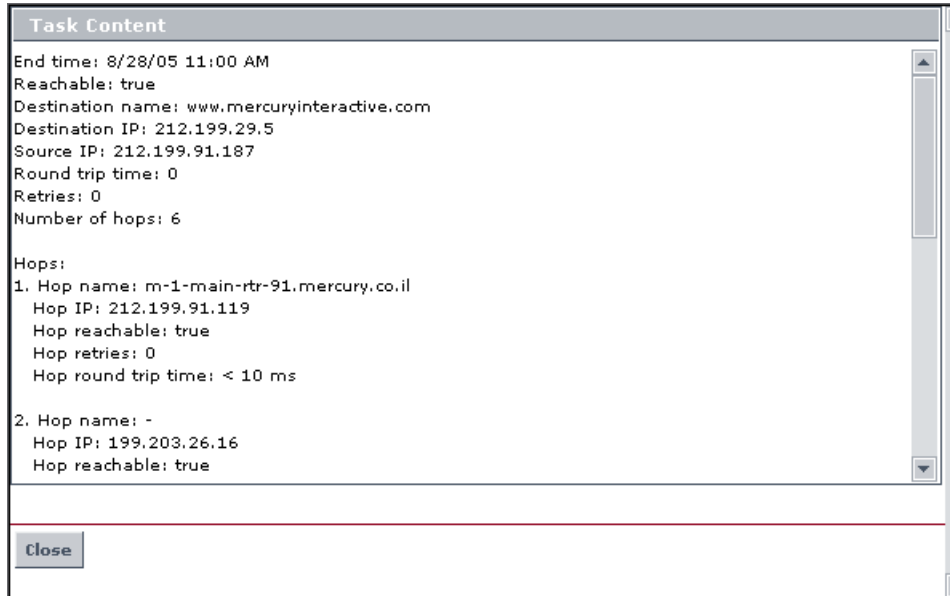 Task Content
End time: 8/28/05 11:00 AM
Reachable: true
Destination name: www.mercuryinteractive.com
Destination IP: 212.199.29.5
Source IP: 212.199.91.187
Round trip time: 0
Retries: 0
Number of hops: 6
Hops:
1. Hop name: m-1-main-rtr-91.mercury.co.il
Hop IP: 212.199.91.119
Hop reachable: true
Hop retries: 0
Hop round trip time: < 10 ms
2. Hop name: -
Hop IP: 199.203.26.16
Hop reachable: true
Close